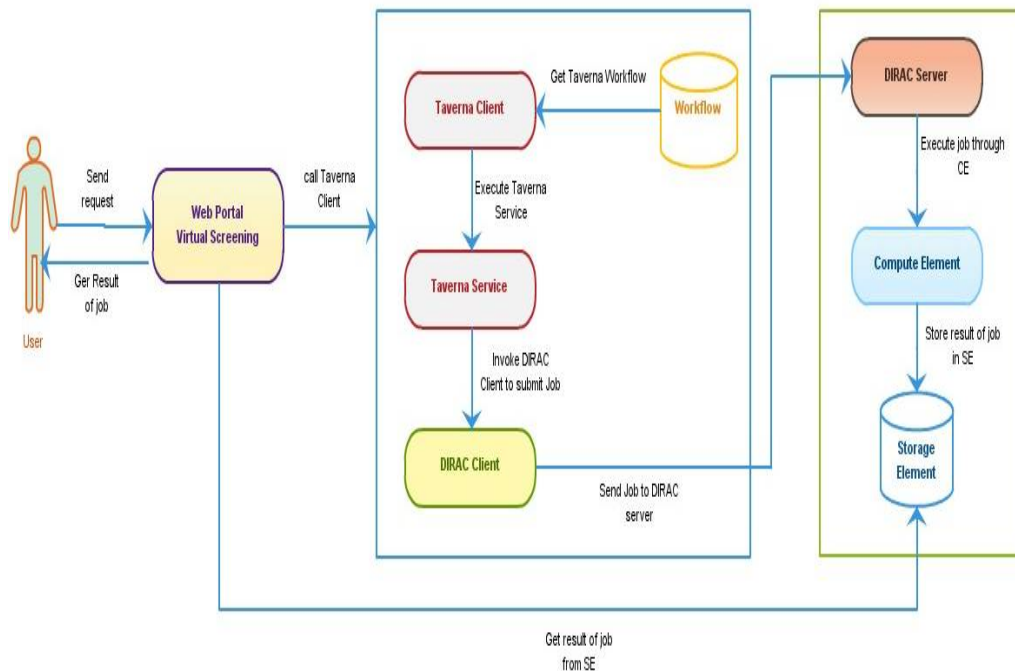 Send
request
Ger Result
of job
User
Web Portal
Virtual Screening
call Taverna
Client
Taverna Client
Get Taverna Workflow
Workflow
Execute Taverna
Service
Taverna Service
Invoke DIRAC
Client to submit Job
DIRAC Client
Send Job to DIRAC
server
DIRAC Server
Execute job through
CE
Compute Element
Store result of job
in SE
Storage
Element
Get result of job
from SE